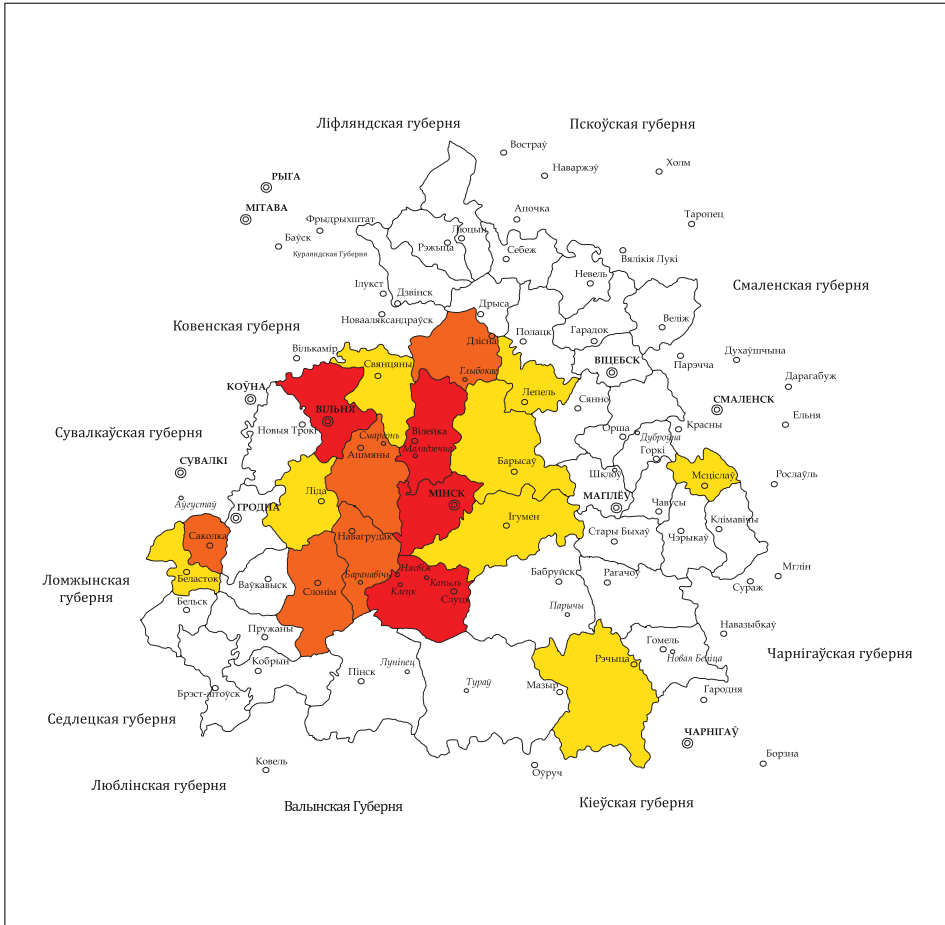 Ліфляндская губерня
Пскоўская губерня
Востраў
Наваржэў
Холм
РЫГА
МІТАВА
Фрыдрыхштат
Баўск
Курляндская Губерня
Апочка
Таропец
Люцын
Рэжыца
Себеж
Вялікія Лукі
Невель
Ілукст
Дзвінск
Новааляксандраўск
Дрыса
Смаленская губерня
Веліж
Ковенская губерня
Дзісна
Полацк
Гарадок
Вількамір
Свянцяны
Глыбокае
ВІЦЕБСК
Парэчча
Духаўшчына
Дарагабуж
КОЎНА
Лепель
Сянно
СМАЛЕНСК
Ельня
ВІЛЬНЯ
Новыя Трокі
Смаргонь
Вілейка
Маладзечна
Ашмяны
Орша
Дуброўна
Красны
Горкі
Сувалкаўская губерня
СУВАЛКІ
Барысаў
Шклоў
Мсціслаў
Рослаўль
Аўгустаў
Ліда
МІНСК
МАГІЛЁЎ
Чавусы
ГРОДНА
Ігумен
Клімавічы
Навагрудак
Стары Быхаў
Чэрыкаў
Саколка
Ломжынская
губерня
Беласток
Ваўкавыск
Слонім
Баранавічы
Нясвіж
Клецк
Капыль
Слуцк
Бабруйск
Рагачоў
Сураж
Мглін
Бельск
Парычы
Пружаны
Навазыбкаў
Гомель
Новая Беліца
Чарнігаўская губерня
Кобрын
Лунінец
Рэчыца
Пінск
Тураў
Мазыр
Брэст-літоўск
Гародня
Седлецкая губерня
ЧАРНІГАЎ
Борзна
Ковель
Оўруч
Люблінская губерня
Валынская Губерня
Кіеўская губерня